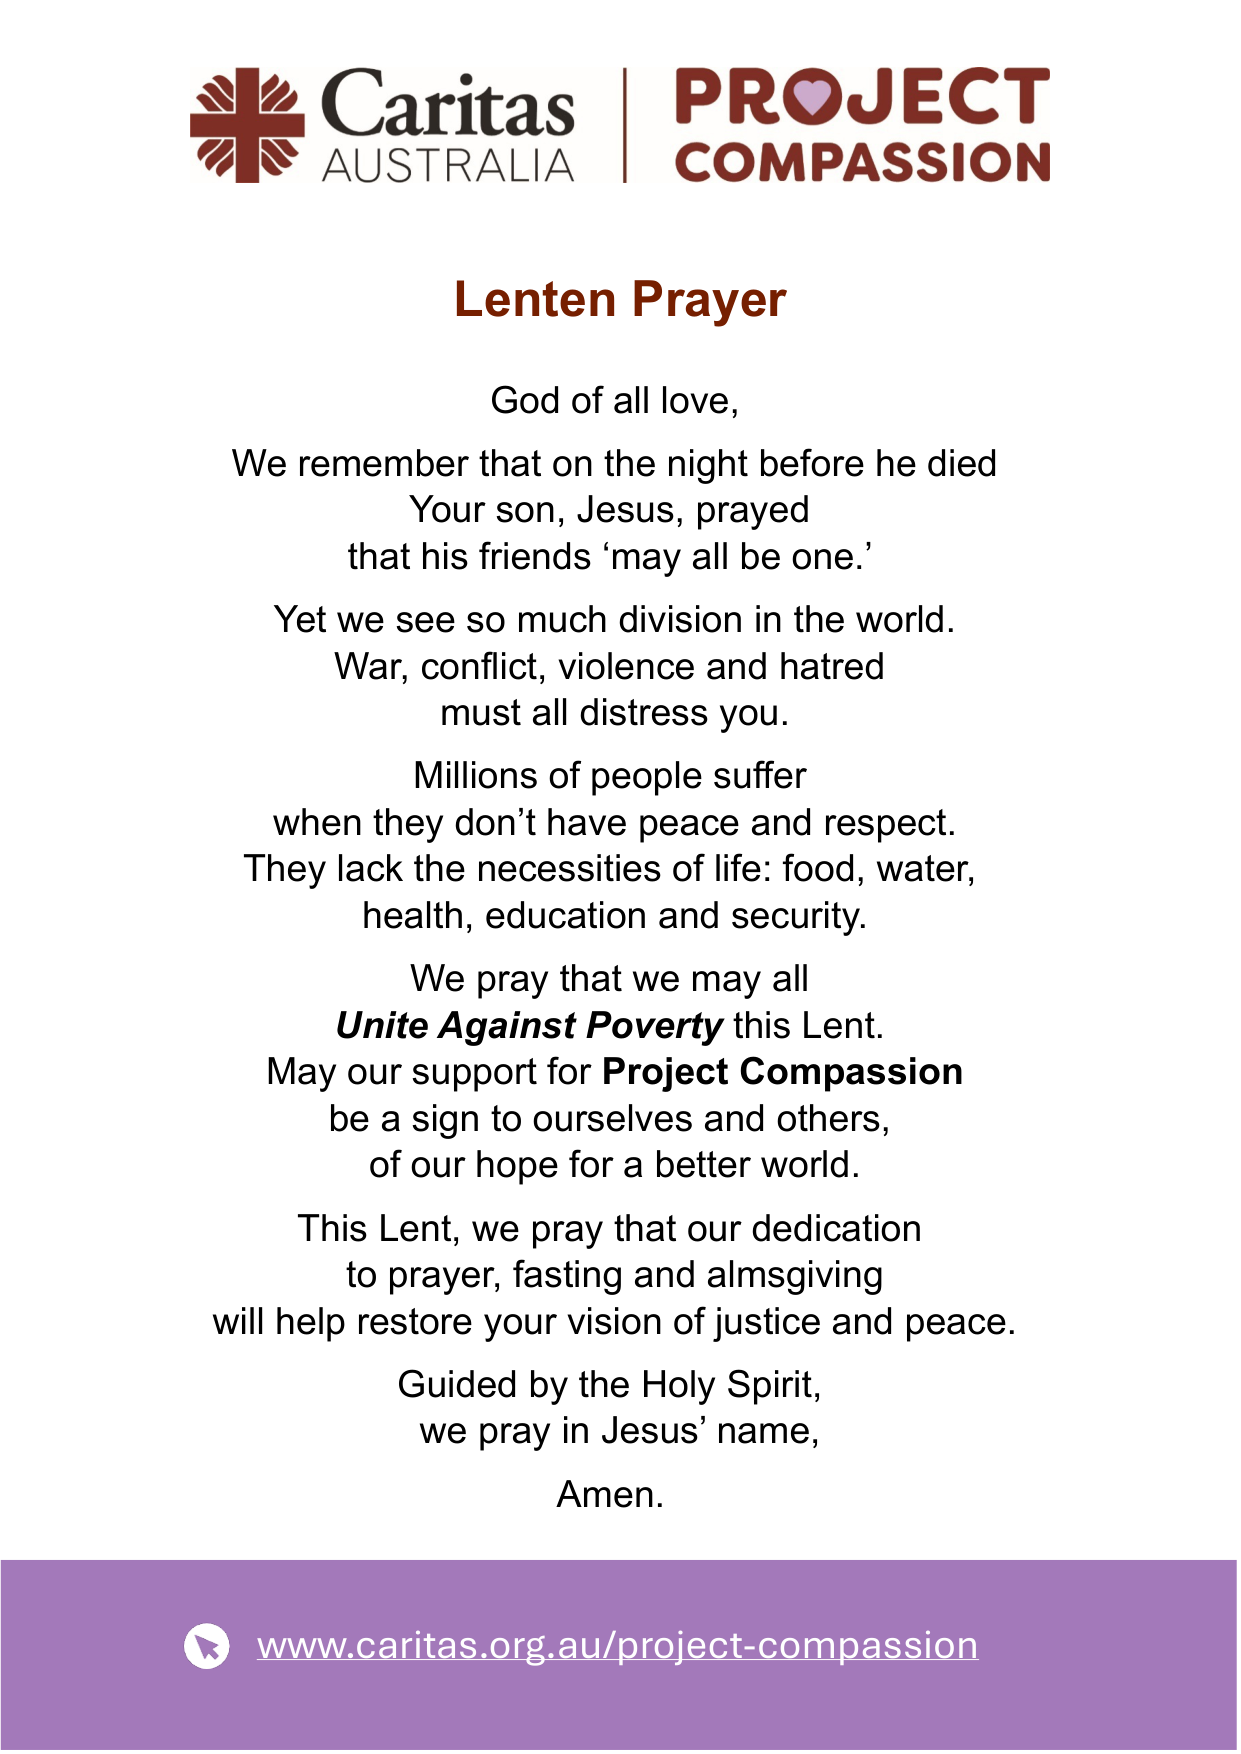 Caritas
AUSTRALIA
PROJECT
COMPASSION
Lenten Prayer
God of all love,
We remember that on the night before he died
Your son, Jesus, prayed
that his friends ‘may all be one.’
Yet we see so much division in the world.
War, conflict, violence and hatred
must all distress you.
Millions of people suffer
when they don’t have peace and respect.
They lack the necessities of life: food, water,
health, education and security.
We pray that we may all
Unite Against Poverty this Lent.
May our support for Project Compassion
be a sign to ourselves and others,
of our hope for a better world.
This Lent, we pray that our dedication
to prayer, fasting and almsgiving
will help restore your vision of justice and peace.
Guided by the Holy Spirit,
we pray in Jesus’ name,
Amen.
www.caritas.org.au/project-compassion